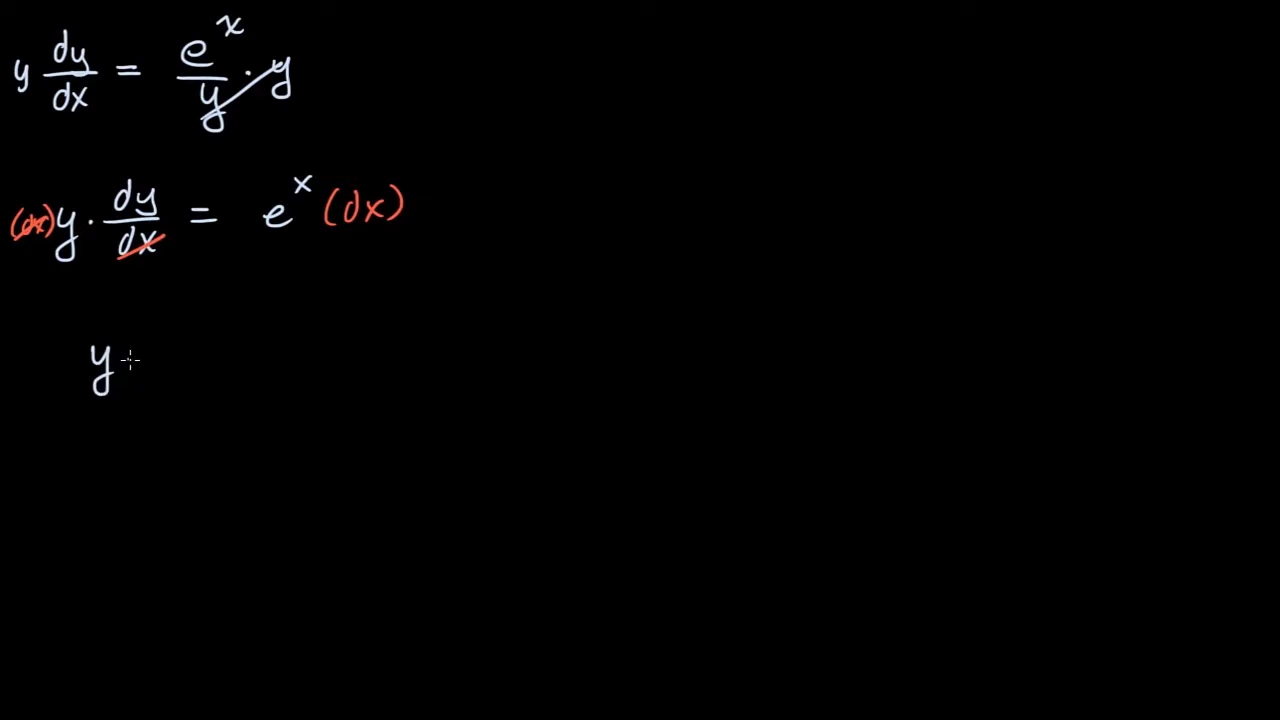 y dy/dx = e^x/y · y
(dx) y · dy/dx = e^x (dx)
y